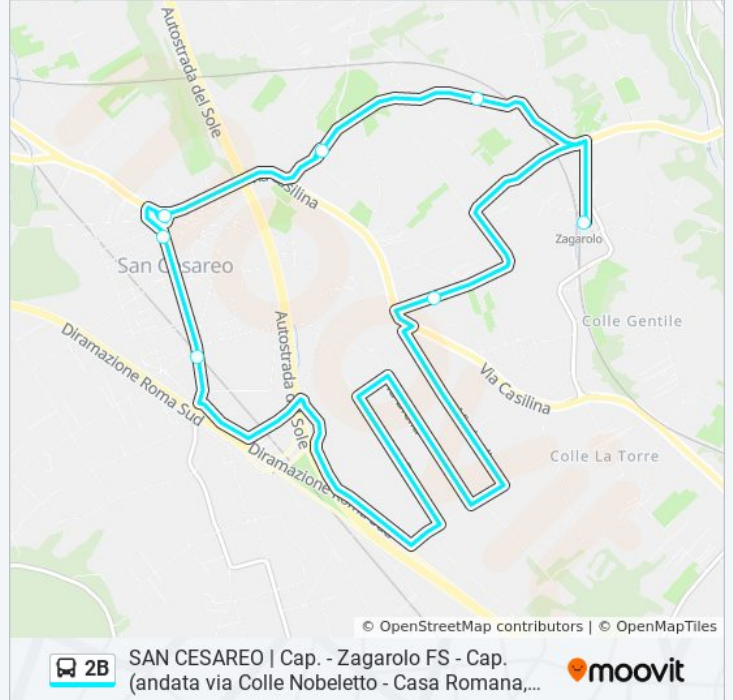 Autostrada del Sole
Via Casilina
San Cesareo
Zagarolo
Colle Gentile
Autostrada del Sole
Diramazione Roma Sud
Via Casilina
Colle La Torre
Diramazione Roma Sud
© OpenStreetMap contributors | © OpenMapTiles
2B
SAN CESAREO | Cap. - Zagarolo FS - Cap.
(andata via Colle Nobeletto - Casa Romana,...
moovit